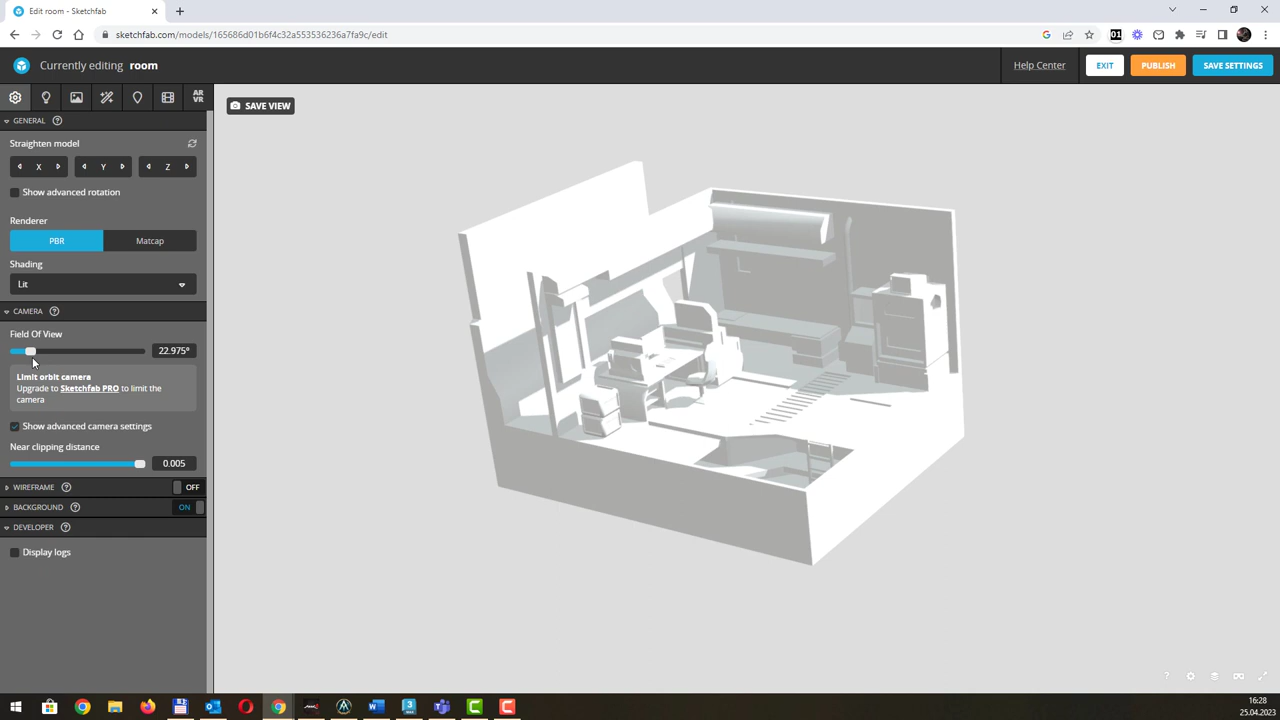 Edit room - Sketchfab
sketchfab.com/models/165686d01b6f4c32a553536236a7fa9c/edit
Currently editing room
Help Center
EXIT
PUBLISH
SAVE SETTINGS
AR
VR
SAVE VIEW
GENERAL
Straighten model
X Y Z
Show advanced rotation
Renderer
PBR Matcap
Shading
Lit
CAMERA
Field Of View
22.975º
Limit orbit camera
Upgrade to Sketchfab PRO to limit the
camera
Show advanced camera settings
Near clipping distance
0.005
WIREFRAME OFF
BACKGROUND ON
DEVELOPER
Display logs
16:28
25.04.2023